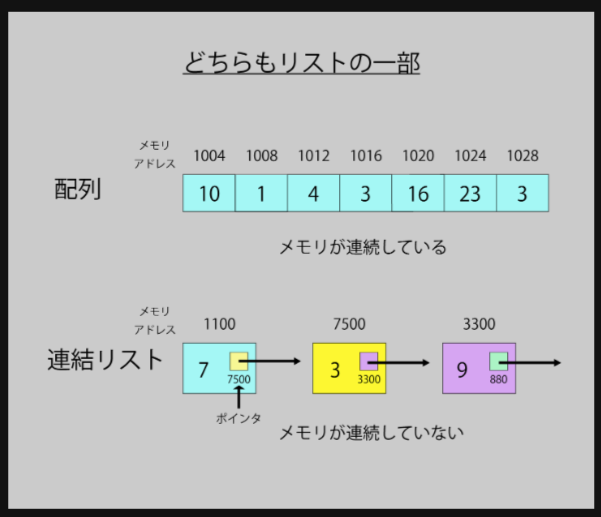 どちらもリストの一部
メモリ
アドレス
1004 1008 1012 1016 1020 1024 1028
配列
10 1 4 3 16 23 3
メモリが連続している
メモリ
アドレス
1100 7500 3300
連結リスト
7 3 9
7500 3300 880
ポインタ
メモリが連続していない